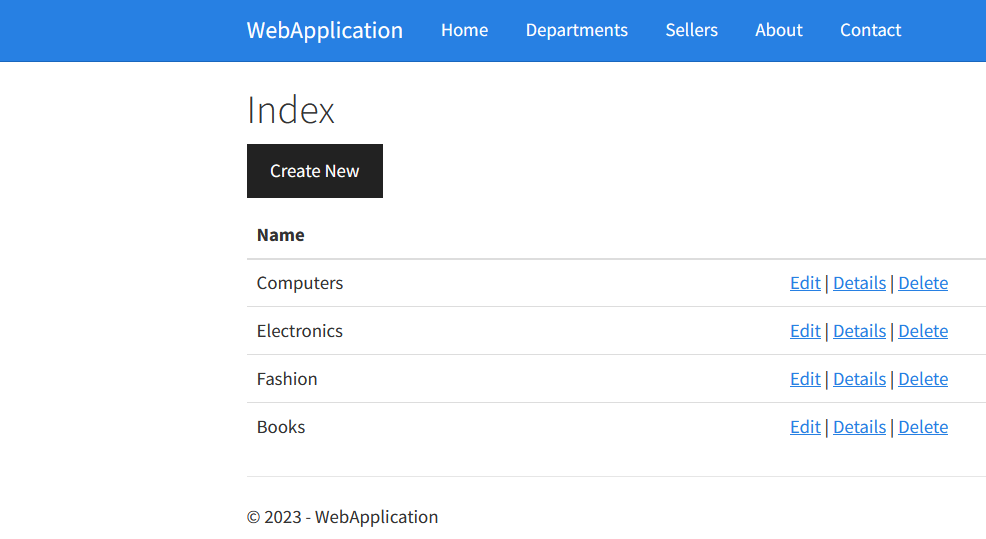 WebApplication Home Departments Sellers About Contact
Index
Create New
Name
Computers Edit | Details | Delete
Electronics Edit | Details | Delete
Fashion Edit | Details | Delete
Books Edit | Details | Delete
© 2023 - WebApplication